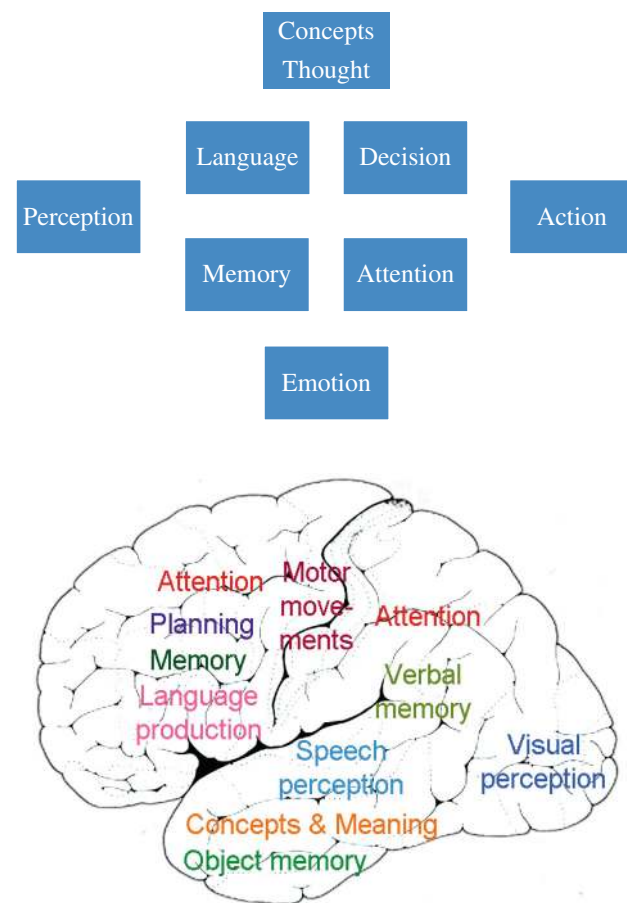 Concepts
Thought
Language
Decision
Perception
Action
Memory
Attention
Emotion
Attention
Motor
move-
ments
Attention
Planning
Memory
Verbal
memory
Language
production
Speech
perception
Visual
perception
Concepts & Meaning
Object memory